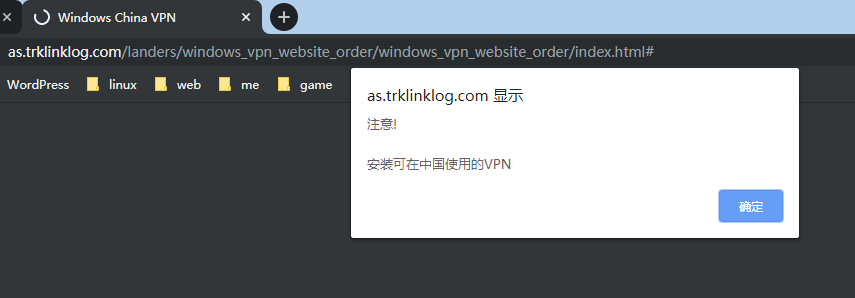 Windows China VPN
as.trklinklog.com/landers/windows_vpn_website_order/windows_vpn_website_order/index.html#
WordPress linux web me game
as.trklinklog.com 显示
注意!
安装可在中国使用的VPN
确定